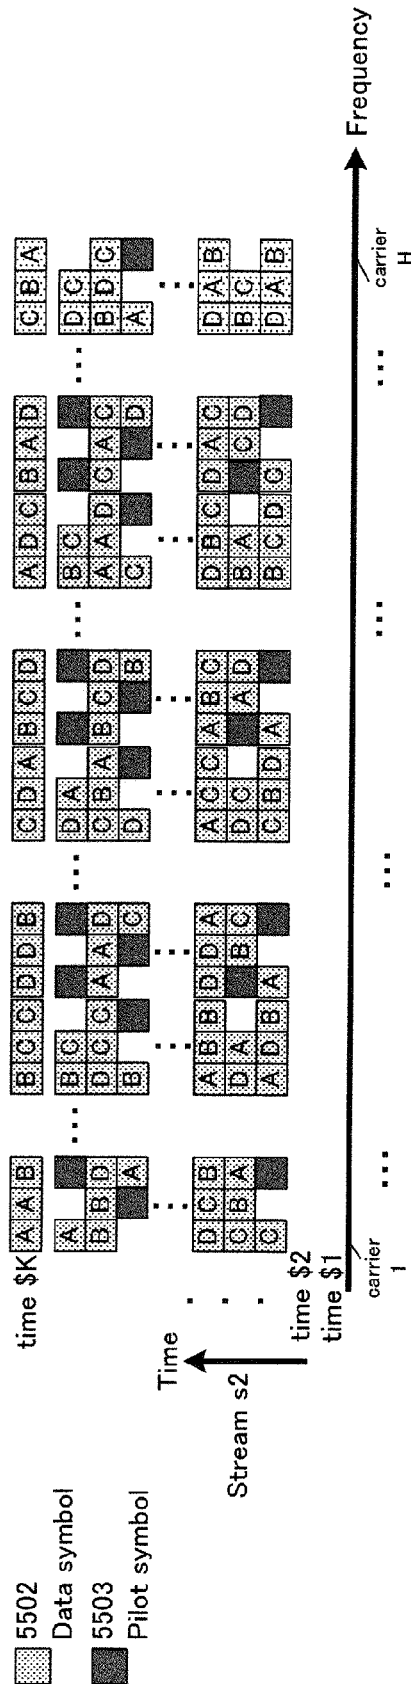 5502
Data symbol
5503
Pilot symbol
time $K
A A B B C C D D B C D A B C D A D C B A D C B A
A B C D A B C D C
B B D D C C A A D C B A B C D A A D C A C B D C
A B C D B C D A
Time
Stream s2
D C B A B B D D A A C C A B C D B C D A C D A B
C B A D A B C D C A D B A C D B C
C A D B A C B D A B C D C D A B
time $2
time $1
carrier 1
carrier H
Frequency